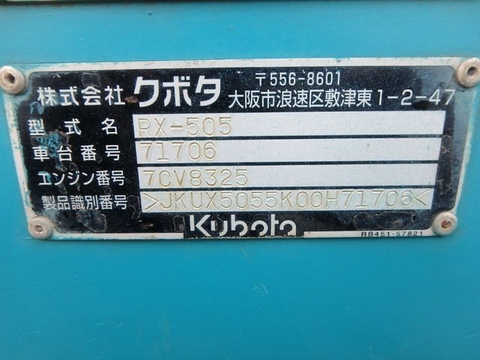 〒556-8601
株式会社 クボタ 大阪市浪速区敷津東1-2-47
型式名 RX-505
車台番号 71706
エンジン番号 7CV8325
製品識別番号 >JKUX5055K00H71706<
Kubota
RB451-57821